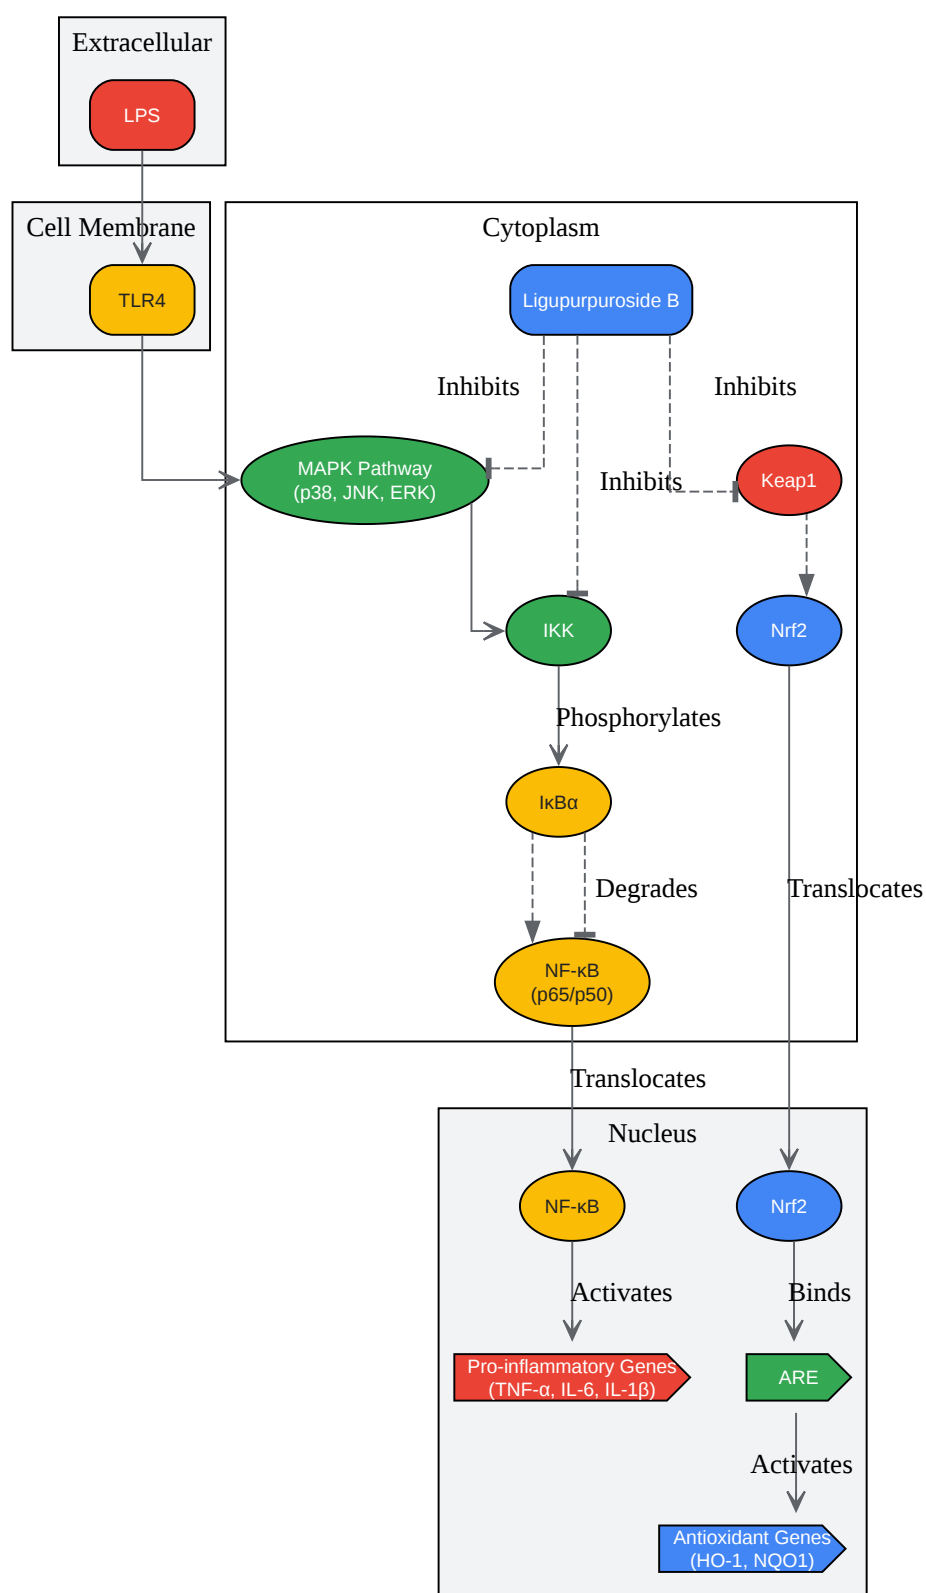 Extracellular
LPS
Cell Membrane
TLR4
Cytoplasm
Ligupurpuroside B
Inhibits
Inhibits
MAPK Pathway
(p38, JNK, ERK)
Inhibits
Keap1
IKK
Nrf2
Phosphorylates
IκBα
Degrades
Translocates
NF-κB
(p65/p50)
Translocates
Nucleus
NF-κB
Nrf2
Activates
Binds
Pro-inflammatory Genes
(TNF-α, IL-6, IL-1β)
ARE
Activates
Antioxidant Genes
(HO-1, NQO1)